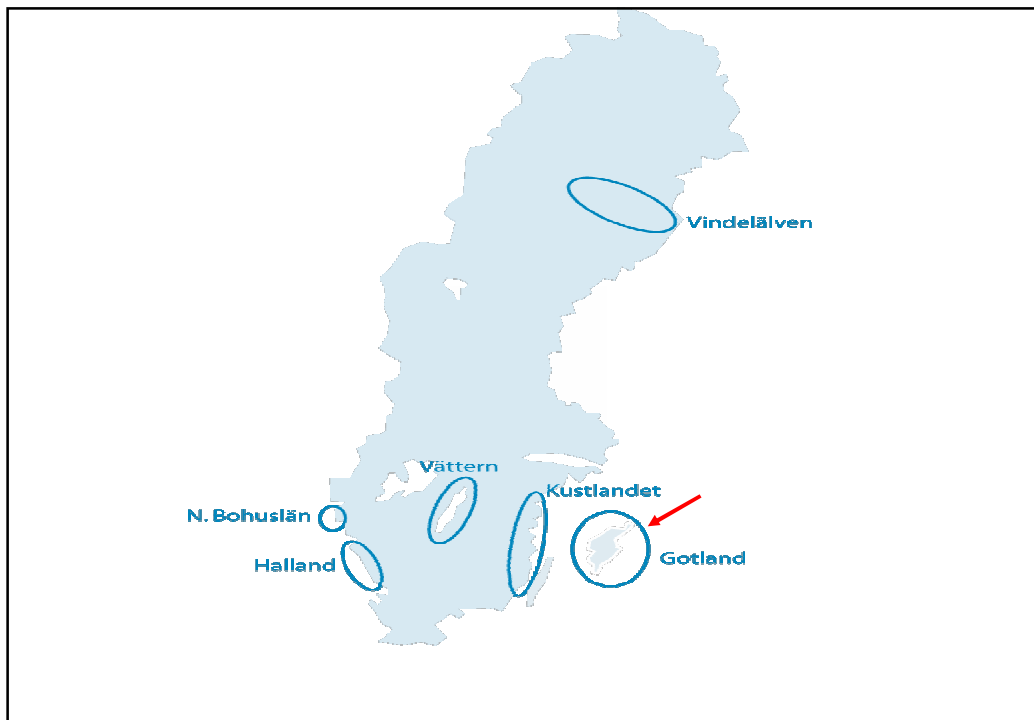 Vindelälven
Vättern
Kustlandet
N. Bohuslän
Halland
Gotland